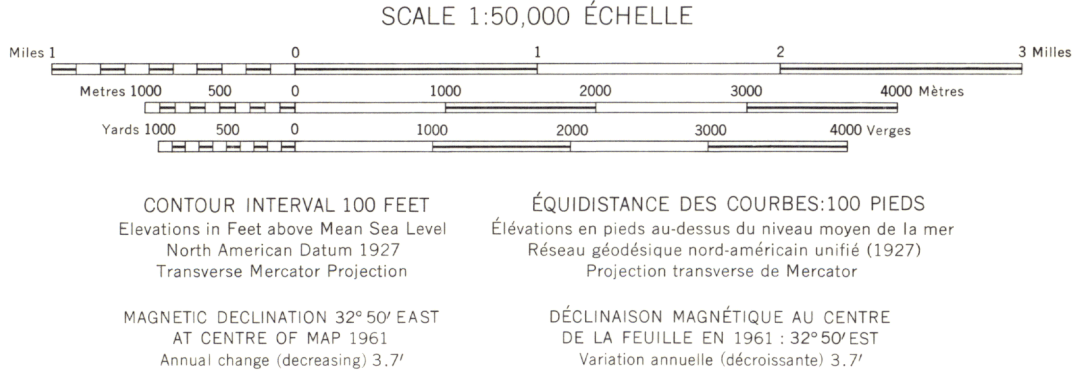 SCALE 1:50,000 ÉCHELLE
Miles 1 0 1 2 3 Milles
Metres 1000 500 0 1000 2000 3000 4000 Mètres
Yards 1000 500 0 1000 2000 3000 4000 Verges
CONTOUR INTERVAL 100 FEET
Elevations in Feet above Mean Sea Level
North American Datum 1927
Transverse Mercator Projection
ÉQUIDISTANCE DES COURBES:100 PIEDS
Élévations en pieds au-dessus du niveau moyen de la mer
Réseau géodésique nord-américain unifié (1927)
Projection transverse de Mercator
MAGNETIC DECLINATION 32° 50' EAST
AT CENTRE OF MAP 1961
Annual change (decreasing) 3.7'
DÉCLINAISON MAGNÉTIQUE AU CENTRE
DE LA FEUILLE EN 1961 : 32° 50' EST
Variation annuelle (décroissante) 3.7'